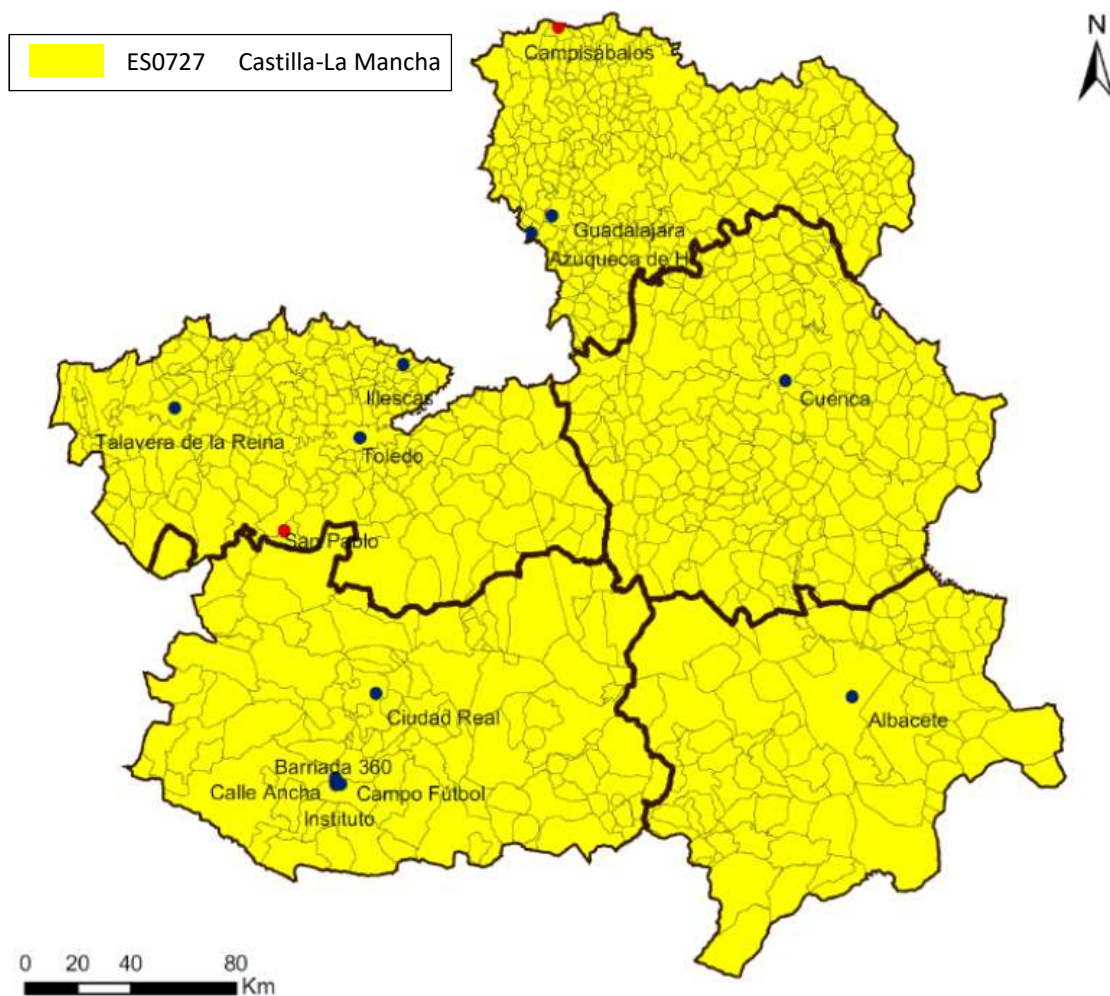 N
ES0727 Castilla-La Mancha
Campisábalos
Guadalajara
Azuqueca de H.
Illescas
Cuenca
Talavera de la Reina
Toledo
San Pablo
Ciudad Real
Albacete
Barriada 360
Calle Ancha Campo Fútbol
Instituto
0 20 40 80
Km